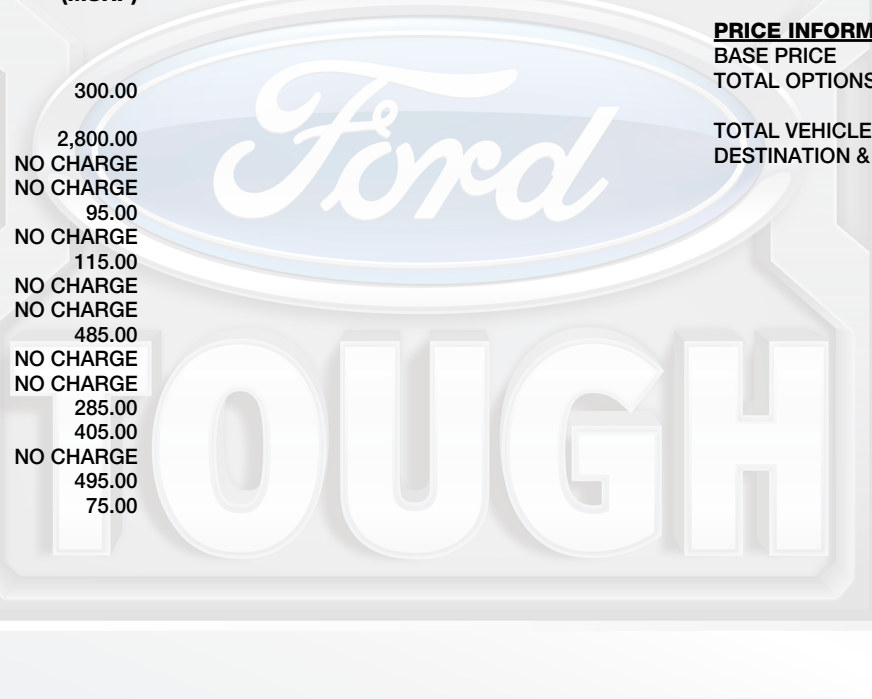 PRICE INFORM
BASE PRICE
TOTAL OPTIONS
TOTAL VEHICLE
DESTINATION &
300.00
2,800.00
NO CHARGE
NO CHARGE
95.00
NO CHARGE
115.00
NO CHARGE
NO CHARGE
485.00
NO CHARGE
NO CHARGE
285.00
405.00
NO CHARGE
495.00
75.00
Ford
TOUGH